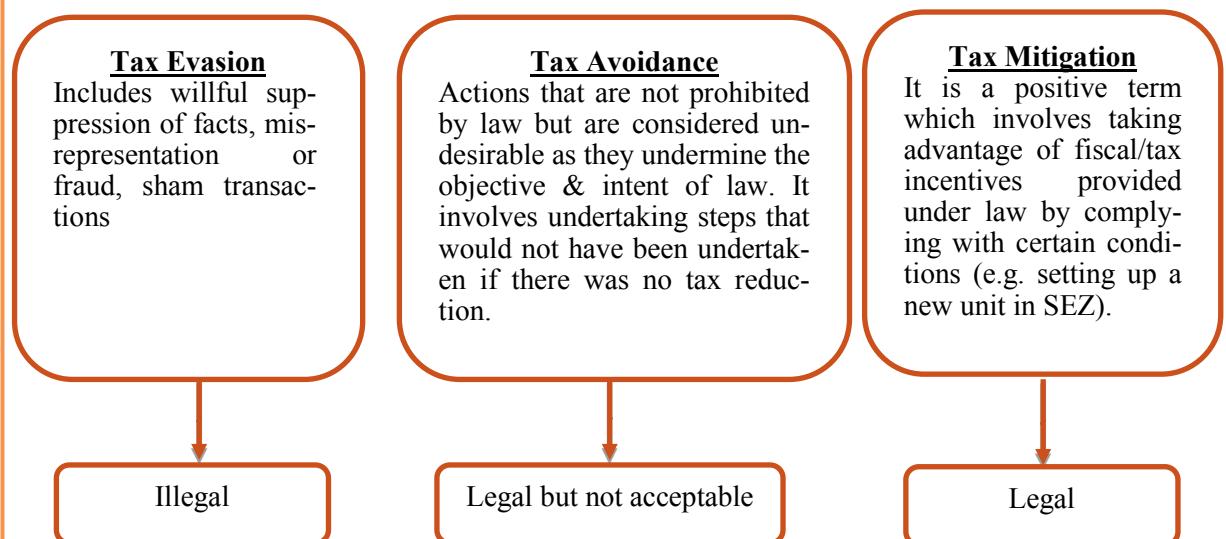 Tax Evasion
Includes willful sup-
pression of facts, mis-
representation or
fraud, sham transac-
tions
Tax Avoidance
Actions that are not prohibited
by law but are considered un-
desirable as they undermine the
objective & intent of law. It
involves undertaking steps that
would not have been undertak-
en if there was no tax reduc-
tion.
Tax Mitigation
It is a positive term
which involves taking
advantage of fiscal/tax
incentives provided
under law by comply-
ing with certain condi-
tions (e.g. setting up a
new unit in SEZ).
Illegal
Legal but not acceptable
Legal